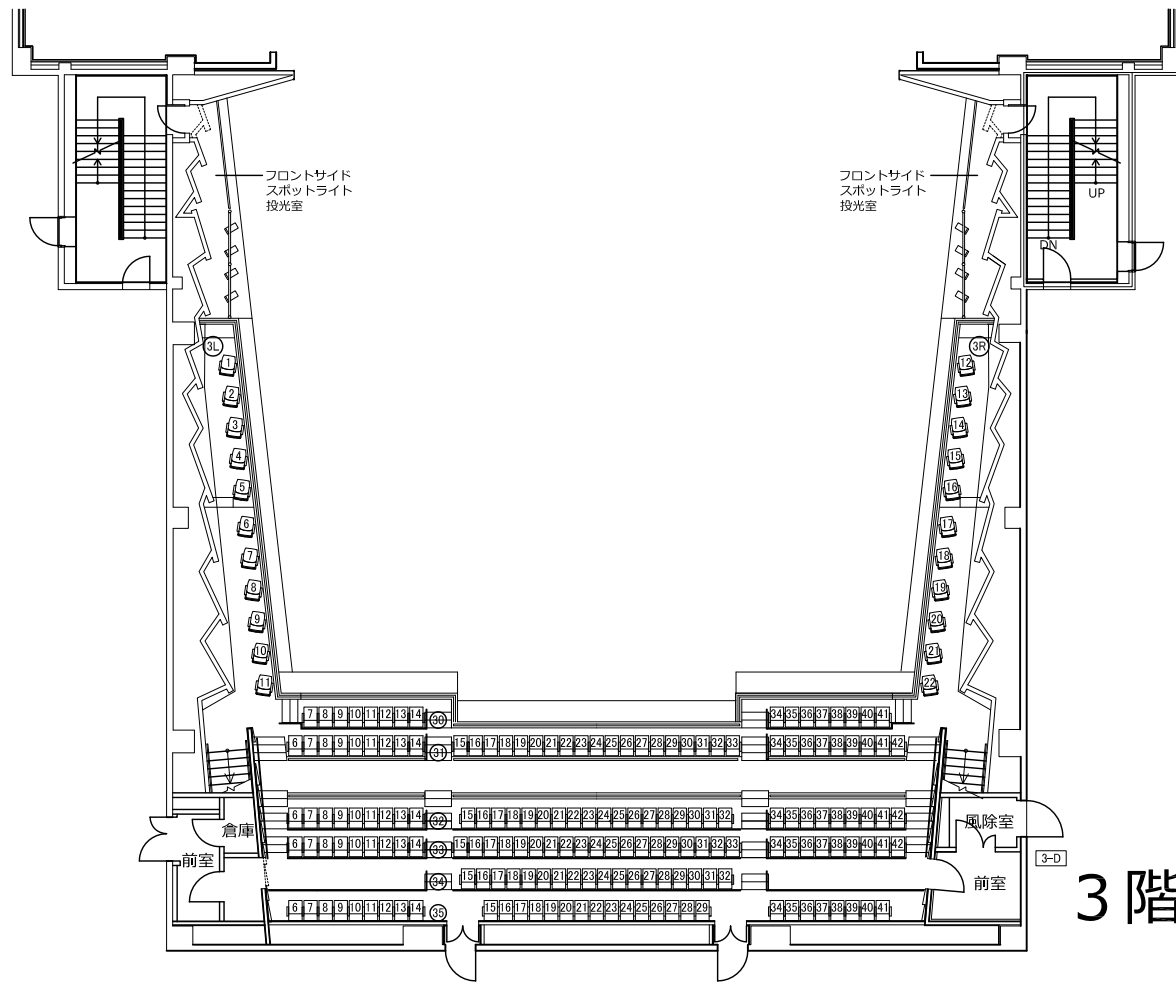 フロントサイド
スポットライト
投光室
フロントサイド
スポットライト
投光室
UP
DN
3L
3R
1
12
2
13
3
14
4
15
5
16
6
17
7
18
8
19
9
20
10
21
11
22
7 8 9 10 11 12 13 14 30 34 35 36 37 38 39 40 41
6 7 8 9 10 11 12 13 14 31 15 16 17 18 19 20 21 22 23 24 25 26 27 28 29 30 31 32 33 34 35 36 37 38 39 40 41 42
6 7 8 9 10 11 12 13 14 32 15 16 17 18 19 20 21 22 23 24 25 26 27 28 29 30 31 32 34 35 36 37 38 39 40 41 42
倉庫
風除室
6 7 8 9 10 11 12 13 14 33 15 16 17 18 19 20 21 22 23 24 25 26 27 28 29 30 31 32 33 34 35 36 37 38 39 40 41 42
前室
3-D
34 15 16 17 18 19 20 21 22 23 24 25 26 27 28 29 30 31 32
前室
3階
6 7 8 9 10 11 12 13 14 35 15 16 17 18 19 20 21 22 23 24 25 26 27 28 29 34 35 36 37 38 39 40 41